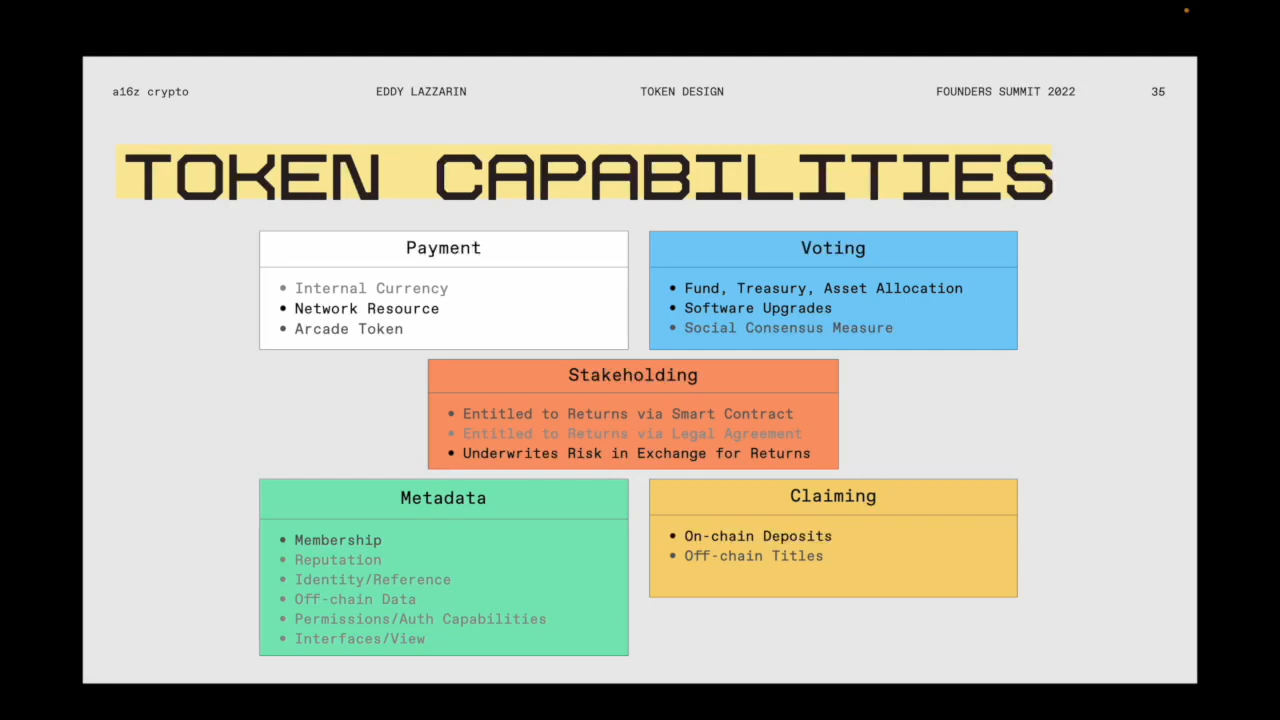 a16z crypto EDDY LAZZARIN TOKEN DESIGN FOUNDERS SUMMIT 2022 35
TOKEN CAPABILITIES
Payment
• Internal Currency
• Network Resource
• Arcade Token
Voting
• Fund, Treasury, Asset Allocation
• Software Upgrades
• Social Consensus Measure
Stakeholding
• Entitled to Returns via Smart Contract
• Entitled to Returns via Legal Agreement
• Underwrites Risk in Exchange for Returns
Metadata
• Membership
• Reputation
• Identity/Reference
• Off-chain Data
• Permissions/Auth Capabilities
• Interfaces/View
Claiming
• On-chain Deposits
• Off-chain Titles